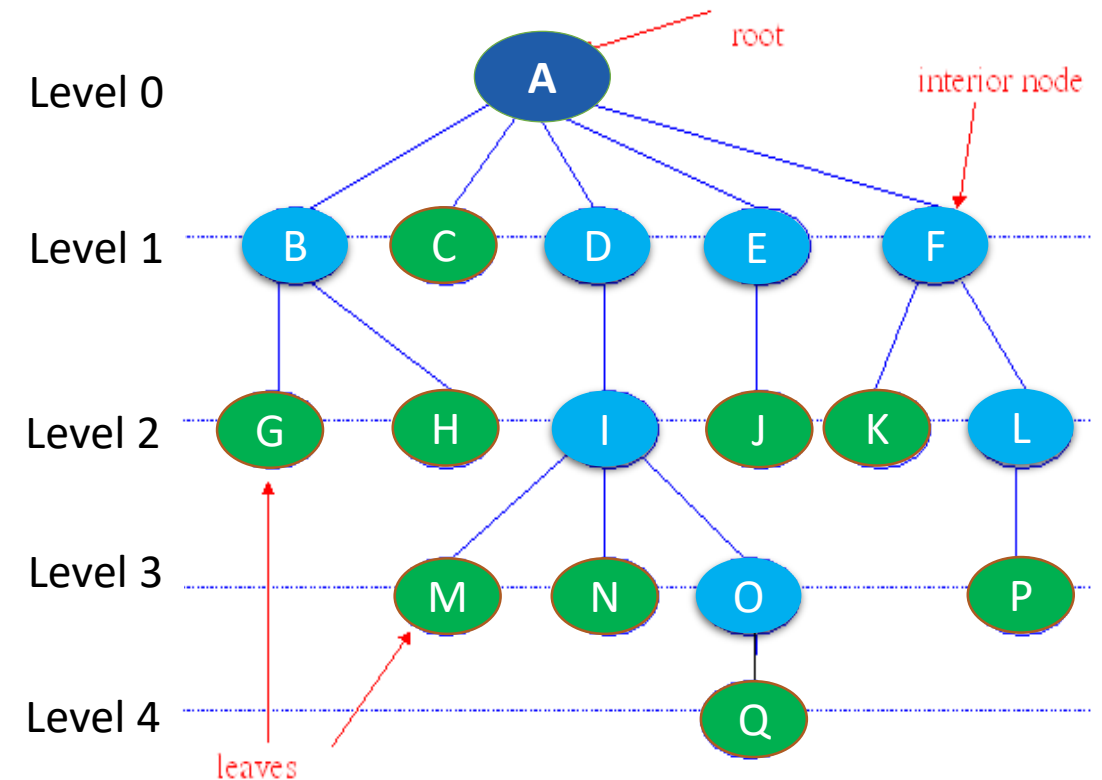 root
Level 0
A
interior node
Level 1
B C D E F
Level 2
G H I J K L
Level 3
M N O P
Level 4
Q
leaves